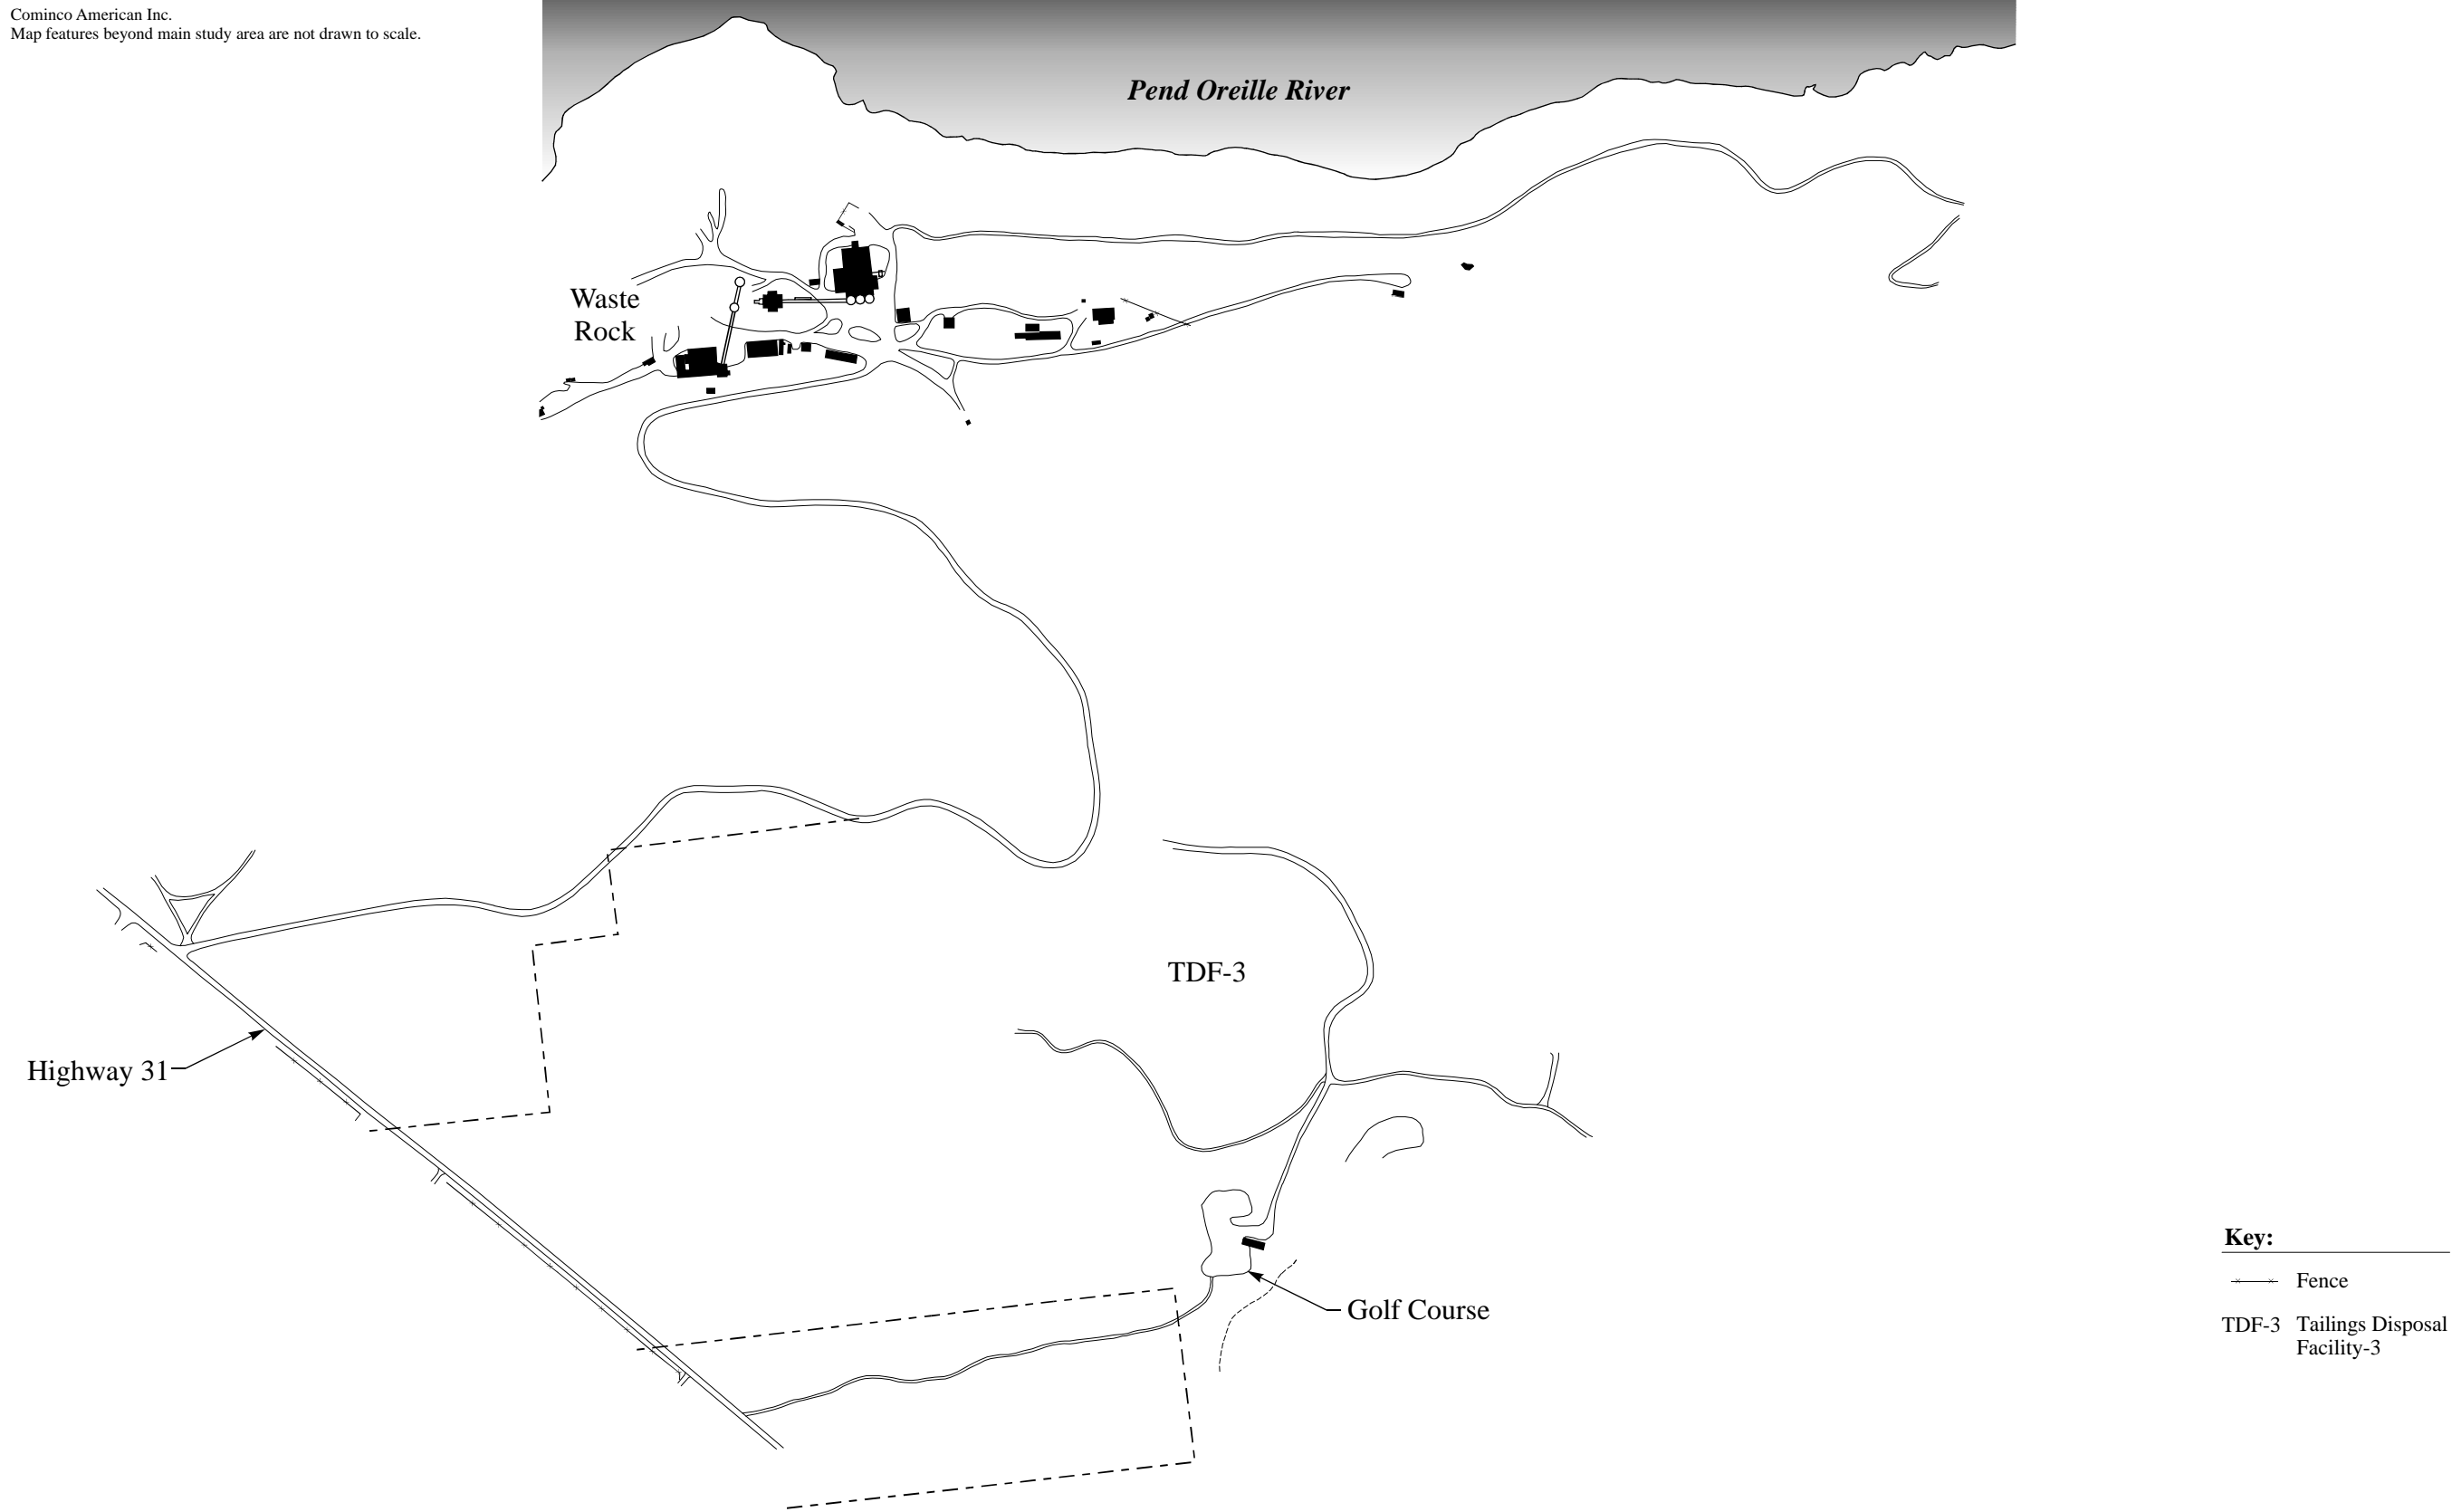 Cominco American Inc.
Map features beyond main study area are not drawn to scale.
Pend Oreille River
Waste
Rock
TDF-3
Highway 31
Golf Course
Key:
Fence
TDF-3 Tailings Disposal
Facility-3